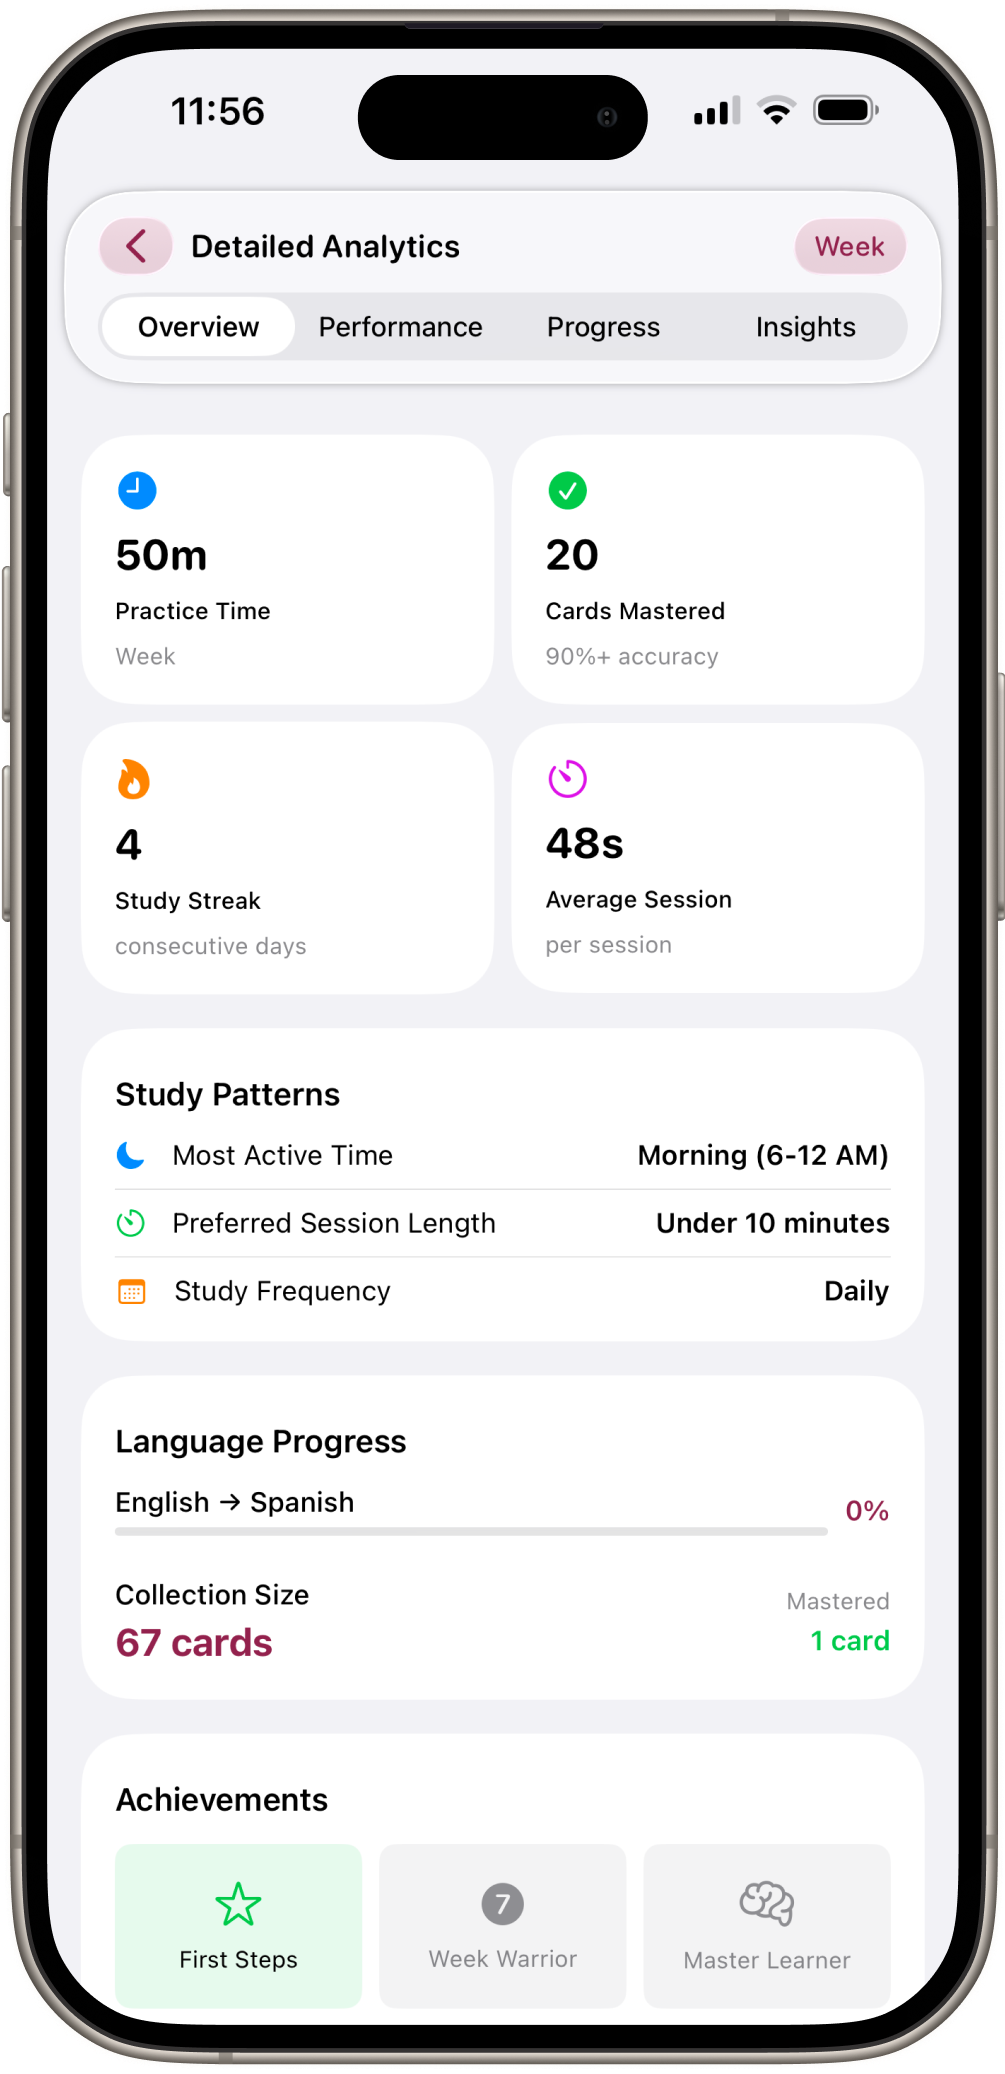 11:56
Detailed Analytics
Week
Overview
Performance
Progress
Insights
50m
Practice Time
Week
20
Cards Mastered
90%+ accuracy
4
Study Streak
consecutive days
48s
Average Session
per session
Study Patterns
Most Active Time
Morning (6-12 AM)
Preferred Session Length
Under 10 minutes
Study Frequency
Daily
Language Progress
English → Spanish
0%
Collection Size
67 cards
Mastered
1 card
Achievements
First Steps
7
Week Warrior
Master Learner